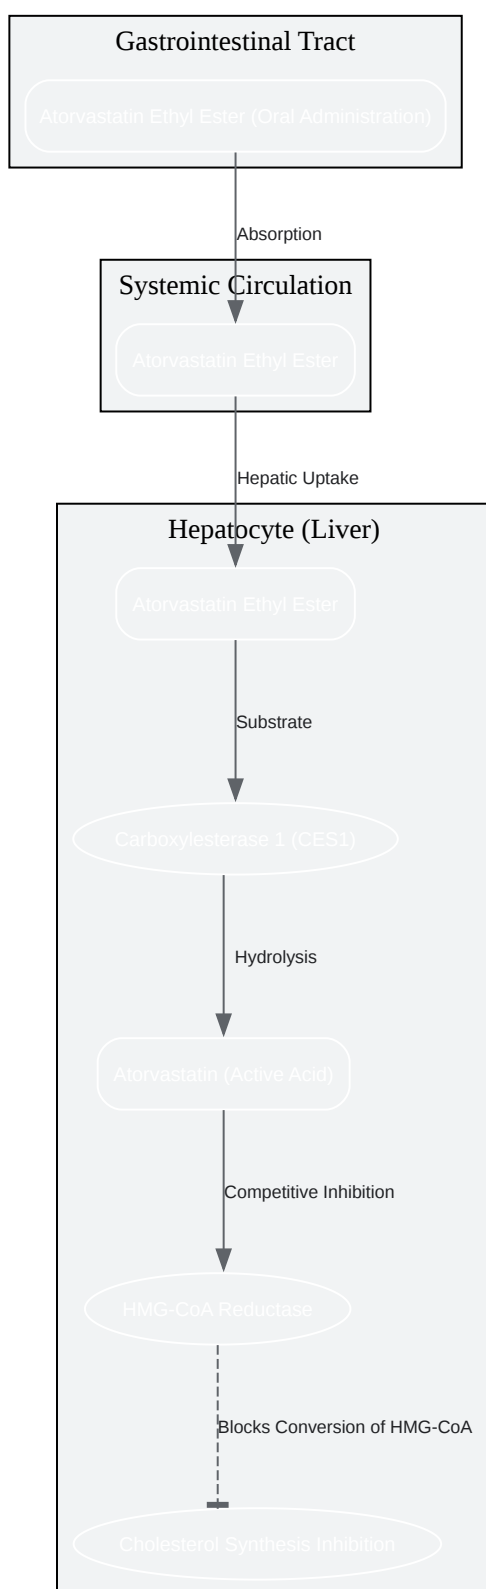 Gastrointestinal Tract
Atorvastatin Ethyl Ester (Oral Administration)
Absorption
Systemic Circulation
Atorvastatin Ethyl Ester
Hepatic Uptake
Hepatocyte (Liver)
Atorvastatin Ethyl Ester
Substrate
Carboxylesterase 1 (CES1)
Hydrolysis
Atorvastatin (Active Acid)
Competitive Inhibition
HMG-CoA Reductase
Blocks Conversion of HMG-CoA
Cholesterol Synthesis Inhibition